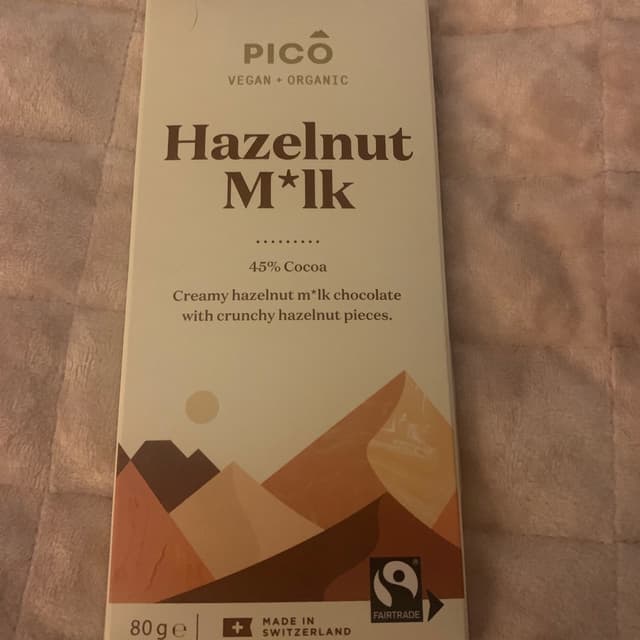 PICÔ
VEGAN + ORGANIC
Hazelnut
M*lk
45% Cocoa
Creamy hazelnut m*lk chocolate
with crunchy hazelnut pieces.
80g℮
MADE IN
SWITZERLAND
FAIRTRADE